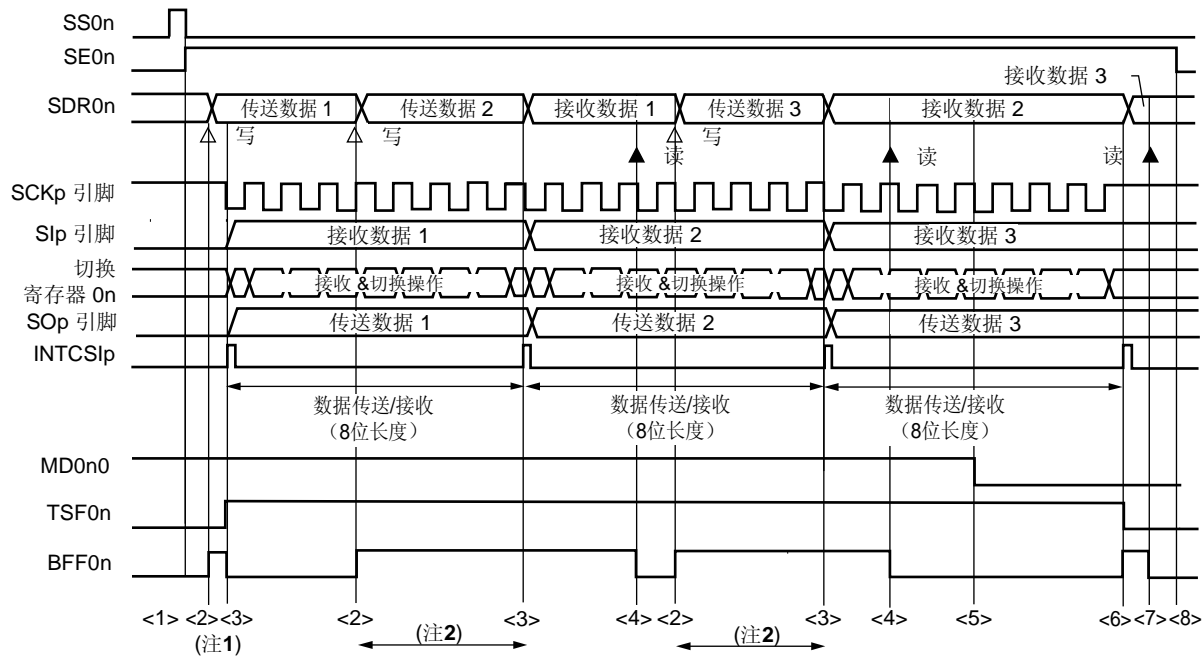 SS0n
SE0n
接收数据 3
SDR0n 传送数据 1 传送数据 2 接收数据 1 传送数据 3 接收数据 2
写 写 读 写 读 读
SCKp 引脚
SIp 引脚 接收数据 1 接收数据 2 接收数据 3
切换
寄存器 0n 接收 &切换操作 接收 &切换操作 接收 &切换操作
SOp 引脚 传送数据 1 传送数据 2 传送数据 3
INTCSIp
数据传送/接收 数据传送/接收 数据传送/接收
（8位长度） （8位长度） （8位长度）
MD0n0
TSF0n
BFF0n
<1> <2> <3> <2> <3> <4> <2> <3> <4> <5> <6> <7> <8>
(注1) (注2) (注2)